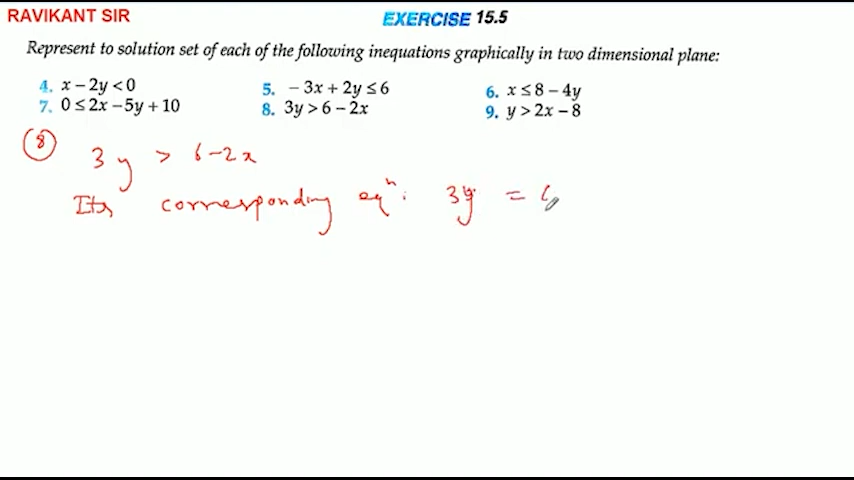 RAVIKANT SIR
EXERCISE 15.5
Represent to solution set of each of the following inequations graphically in two dimensional plane:
4. x − 2y < 0 5. − 3x + 2y ≤ 6 6. x ≤ 8 − 4y
7. 0 ≤ 2x − 5y + 10 8. 3y > 6 − 2x 9. y > 2x − 8
8 3y > 6 − 2x
Its corresponding eqⁿ: 3y =